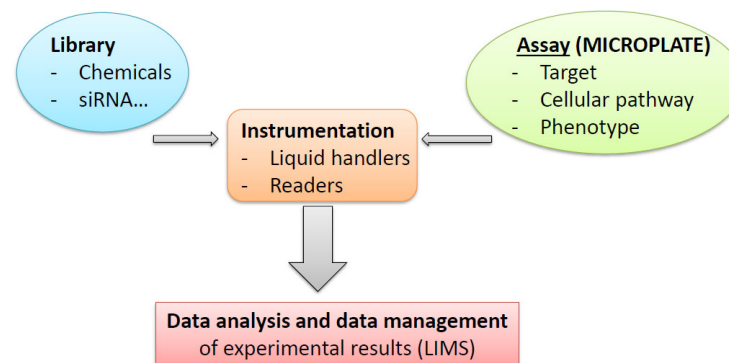 Library
- Chemicals
- siRNA...
Assay (MICROPLATE)
- Target
- Cellular pathway
- Phenotype
Instrumentation
- Liquid handlers
- Readers
Data analysis and data management
of experimental results (LIMS)